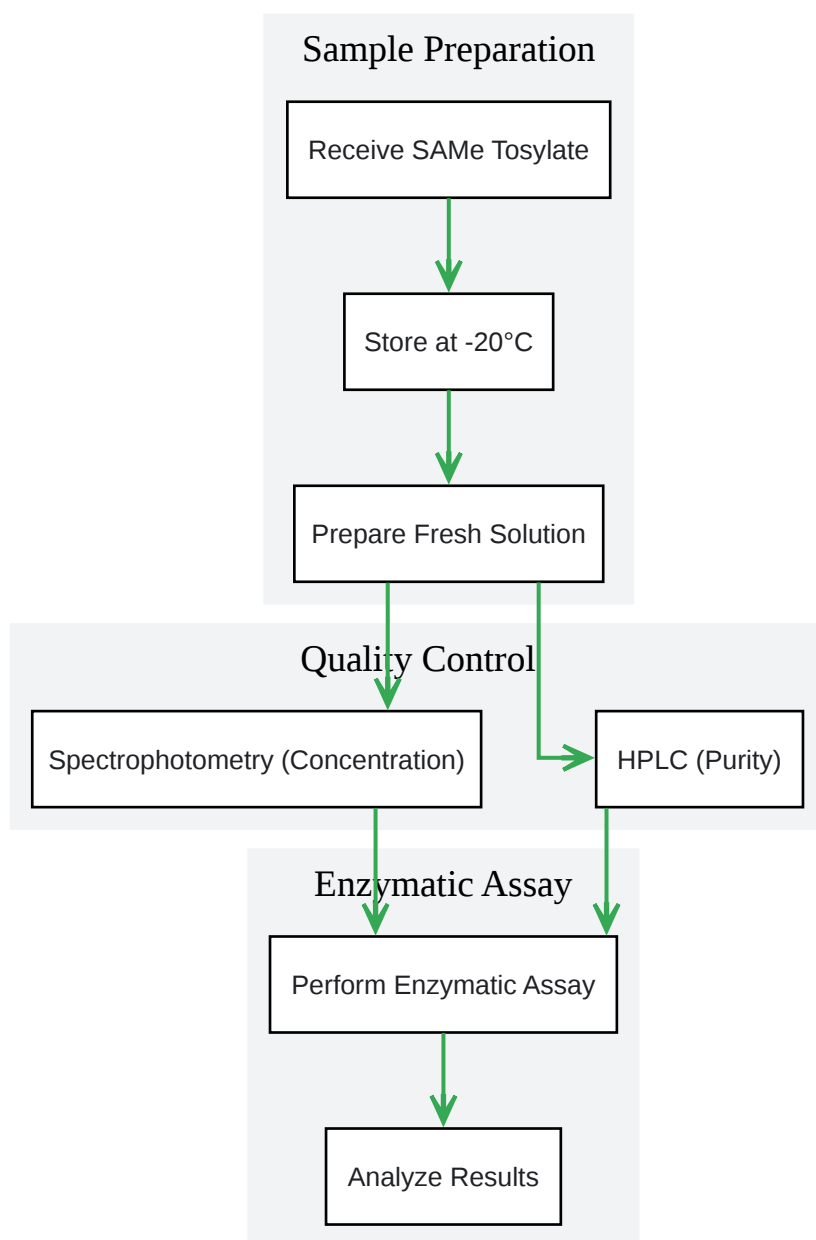 Sample Preparation
Receive SAMe Tosylate
Store at -20°C
Prepare Fresh Solution
Quality Control
Spectrophotometry (Concentration)
HPLC (Purity)
Enzymatic Assay
Perform Enzymatic Assay
Analyze Results